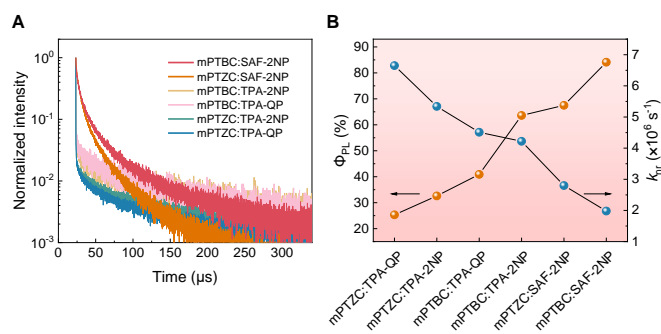 A
Normalized intensity
10⁰
10⁻¹
10⁻²
10⁻³
mPTBC:SAF-2NP
mPTZC:SAF-2NP
mPTBC:TPA-2NP
mPTBC:TPA-QP
mPTZC:TPA-2NP
mPTZC:TPA-QP
0 50 100 150 200 250 300
Time (µs)
B
Φ_PL (%)
90
80
70
60
50
40
30
20
7
6
5
4
3
2
1
k_nr (×10⁶ s⁻¹)
mPTZC:TPA-QP
mPTZC:TPA-2NP
mPTBC:TPA-QP
mPTBC:TPA-2NP
mPTZC:SAF-2NP
mPTBC:SAF-2NP